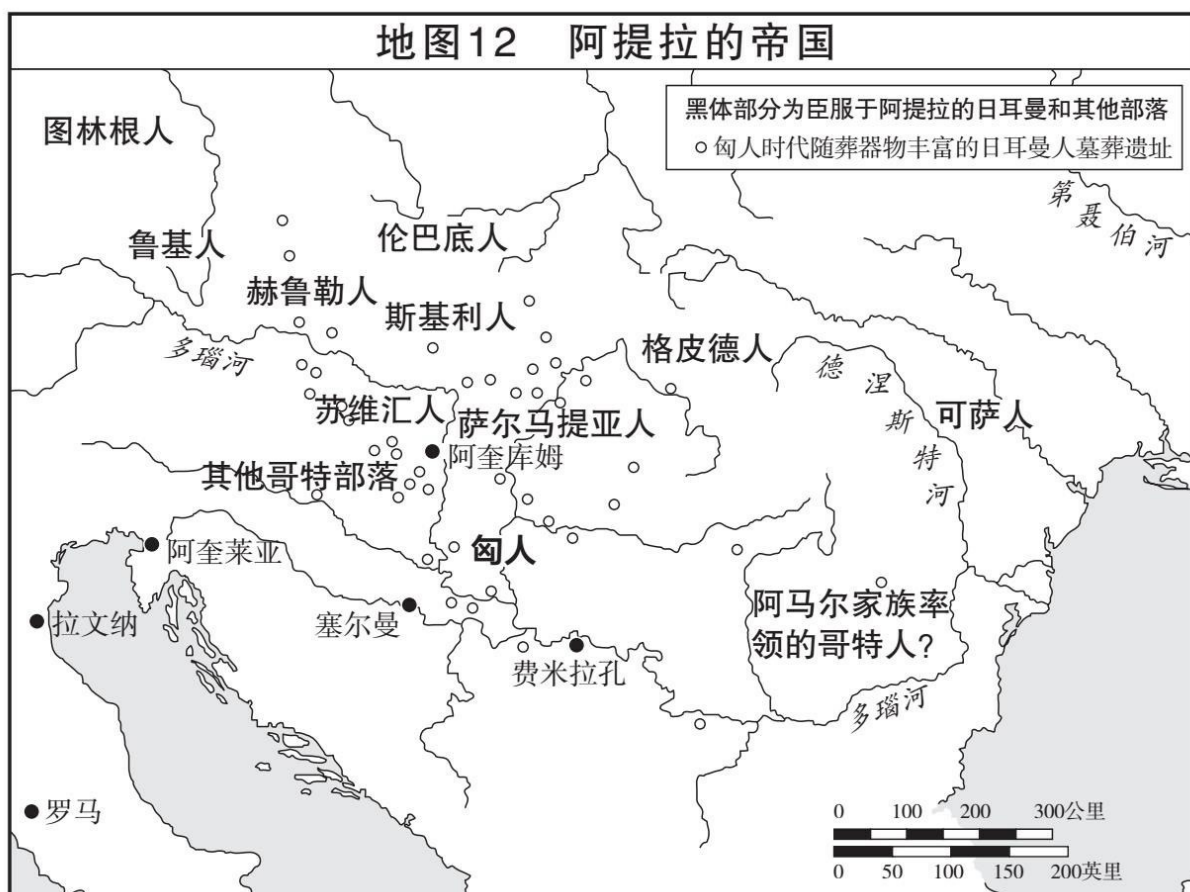 地图12 阿提拉的帝国
黑体部分为臣服于阿提拉的日耳曼和其他部落
匈人时代随葬器物丰富的日耳曼人墓葬遗址
图林根人
第聂伯河
鲁基人
伦巴底人
赫鲁勒人
斯基利人
多瑙河
格皮德人
德涅斯特河
苏维汇人
萨尔马提亚人
可萨人
阿奎库姆
其他哥特部落
阿奎莱亚
匈人
拉文纳
塞尔曼
阿马尔家族率
领的哥特人?
费米拉孔
多瑙河
罗马
0 100 200 300公里
0 50 100 150 200英里